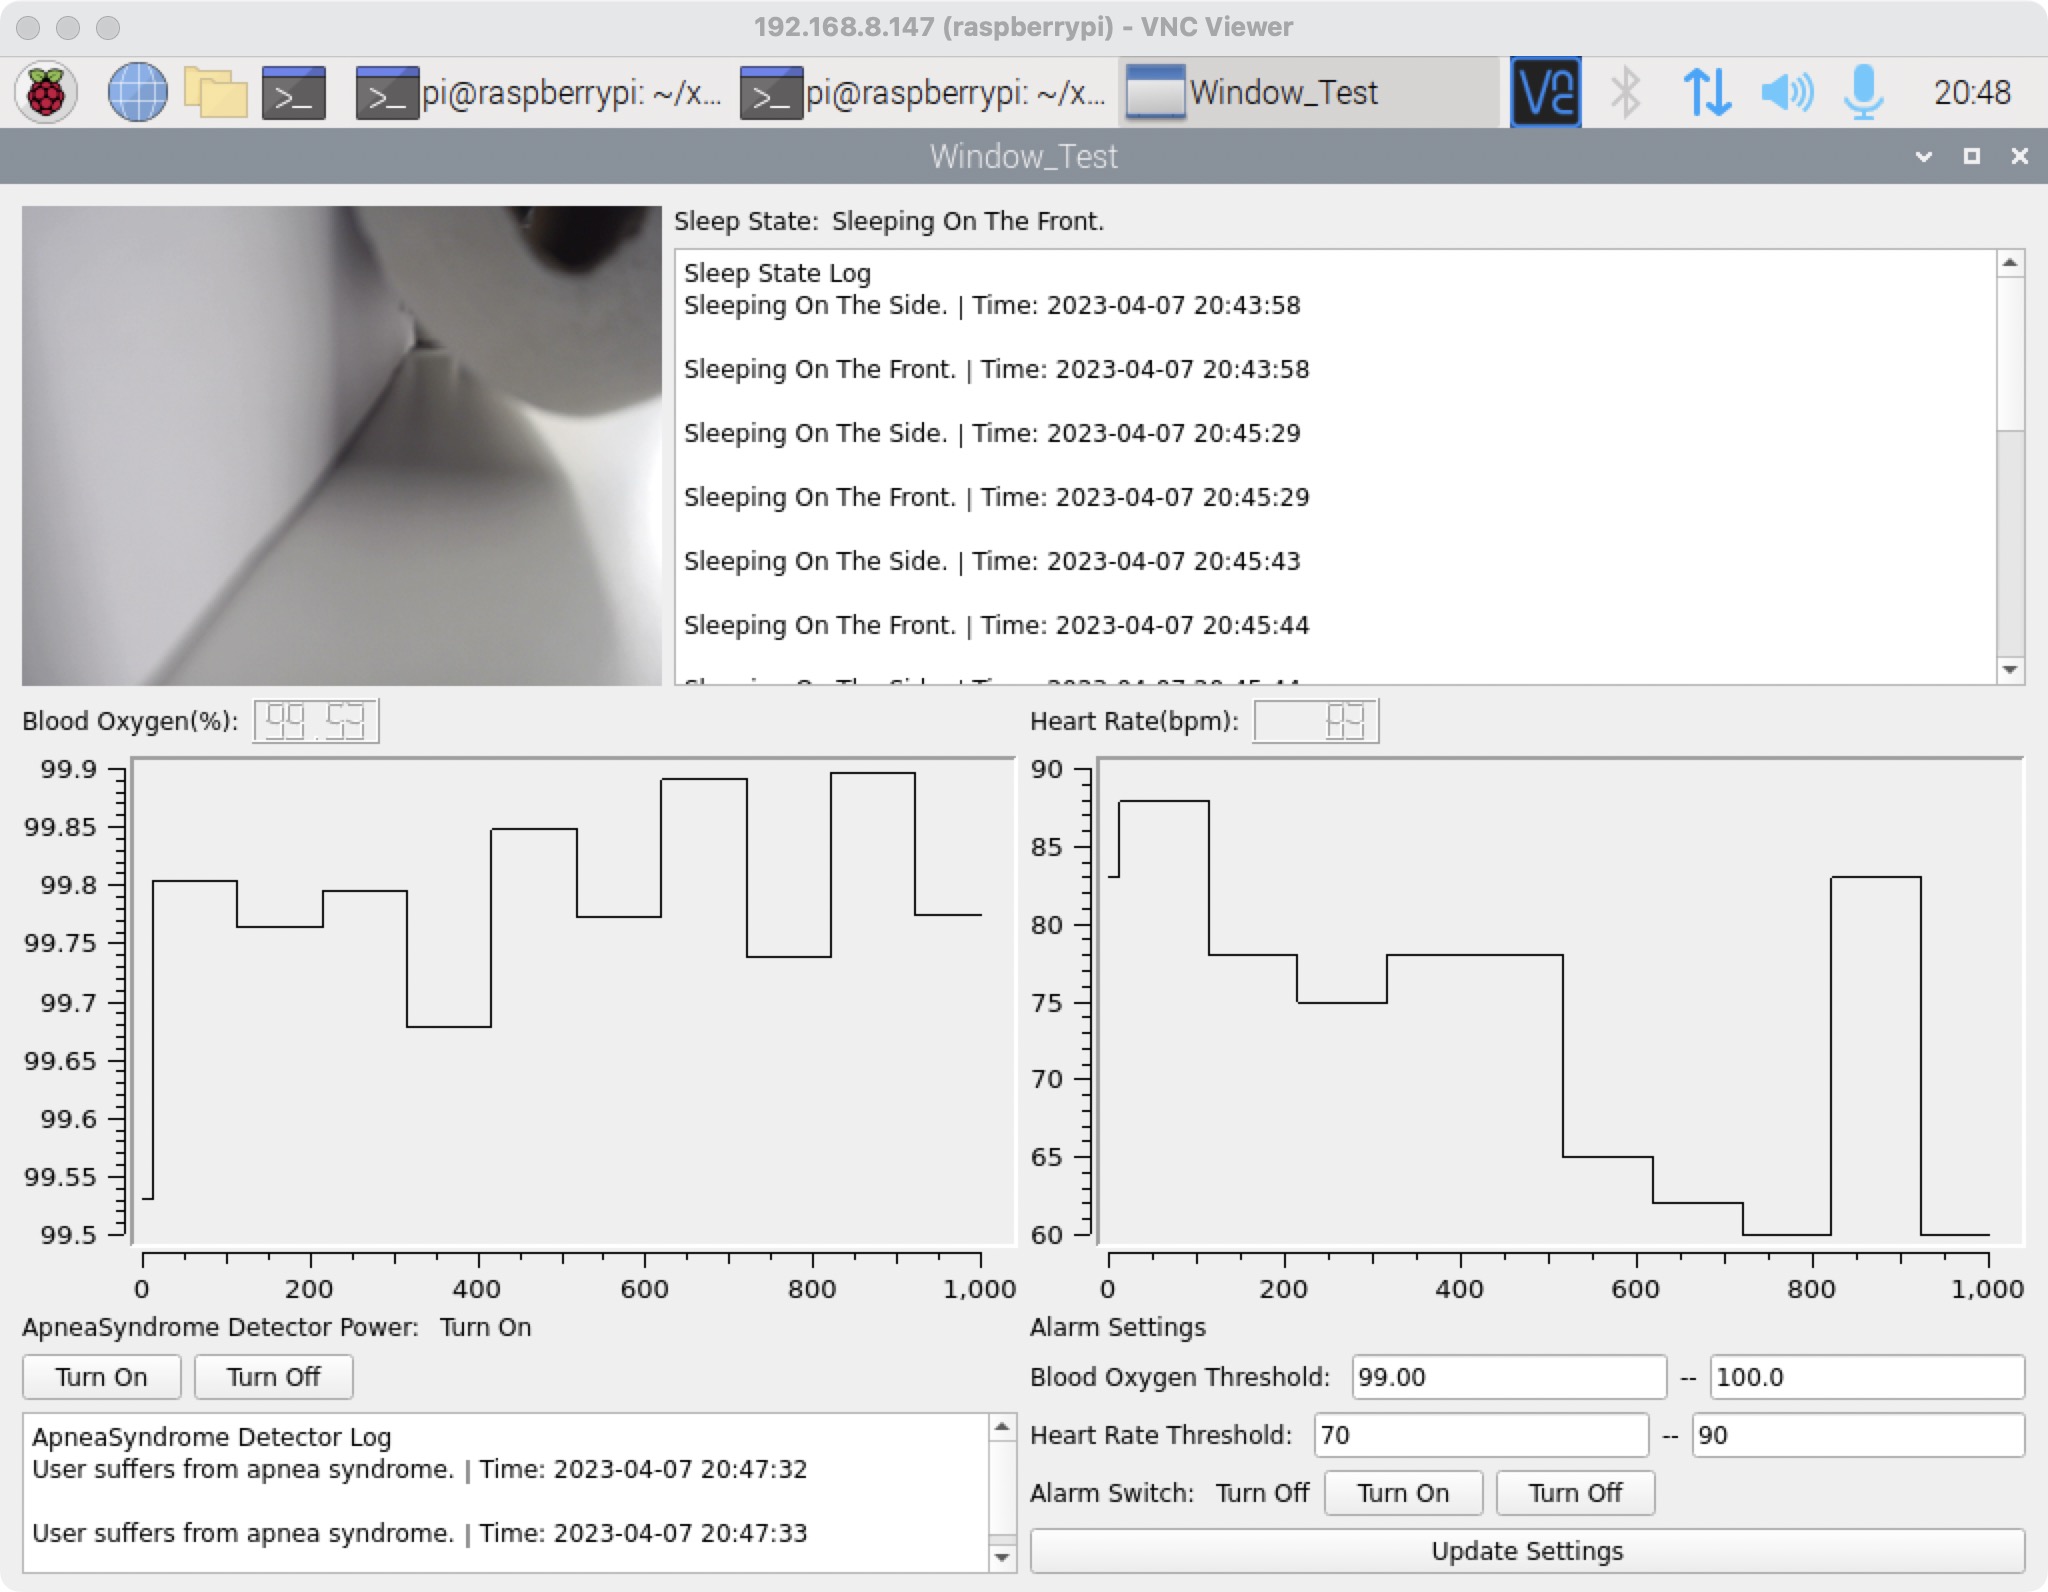 192.168.8.147 (raspberrypi) - VNC Viewer
pi@raspberrypi: ~/x... pi@raspberrypi: ~/x... Window_Test 20:48
Window_Test
Sleep State: Sleeping On The Front.
Sleep State Log
Sleeping On The Side. | Time: 2023-04-07 20:43:58
Sleeping On The Front. | Time: 2023-04-07 20:43:58
Sleeping On The Side. | Time: 2023-04-07 20:45:29
Sleeping On The Front. | Time: 2023-04-07 20:45:29
Sleeping On The Side. | Time: 2023-04-07 20:45:43
Sleeping On The Front. | Time: 2023-04-07 20:45:44
Blood Oxygen(%): 99.53
99.9
99.85
99.8
99.75
99.7
99.65
99.6
99.55
99.5
0 200 400 600 800 1,000
Heart Rate(bpm): 83
90
85
80
75
70
65
60
0 200 400 600 800 1,000
ApneaSyndrome Detector Power: Turn On
Turn On Turn Off
ApneaSyndrome Detector Log
User suffers from apnea syndrome. | Time: 2023-04-07 20:47:32
User suffers from apnea syndrome. | Time: 2023-04-07 20:47:33
Alarm Settings
Blood Oxygen Threshold: 99.00 -- 100.0
Heart Rate Threshold: 70 -- 90
Alarm Switch: Turn Off Turn On Turn Off
Update Settings